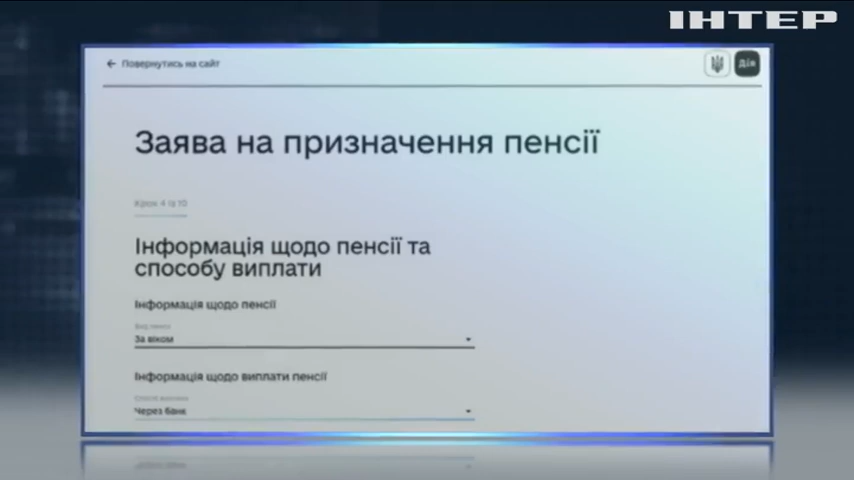 ІНТЕР
← Повернутись на сайт
Дія
Заява на призначення пенсії
Крок 4 із 10
Інформація щодо пенсії та
способу виплати
Інформація щодо пенсії
Вид пенсії
За віком
Інформація щодо виплати пенсії
Спосіб виплати
Через банк